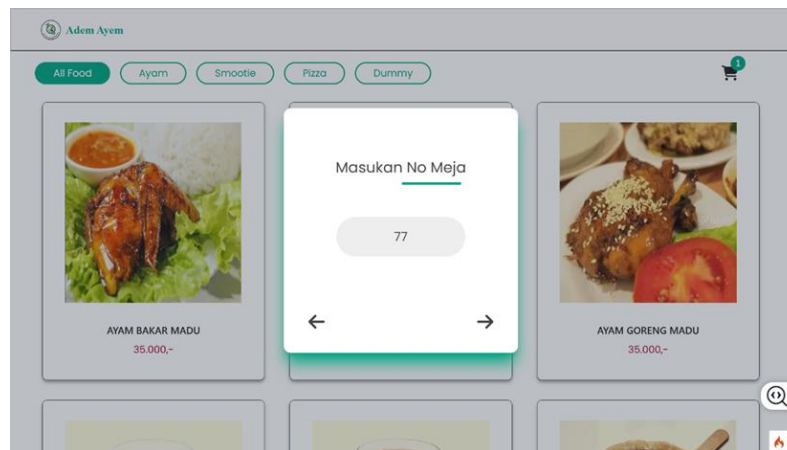 Adem Ayem
All Food Ayam Smootie Pizza Dummy
1
Masukan No Meja
77
AYAM BAKAR MADU
35.000,-
AYAM GORENG MADU
35.000,-